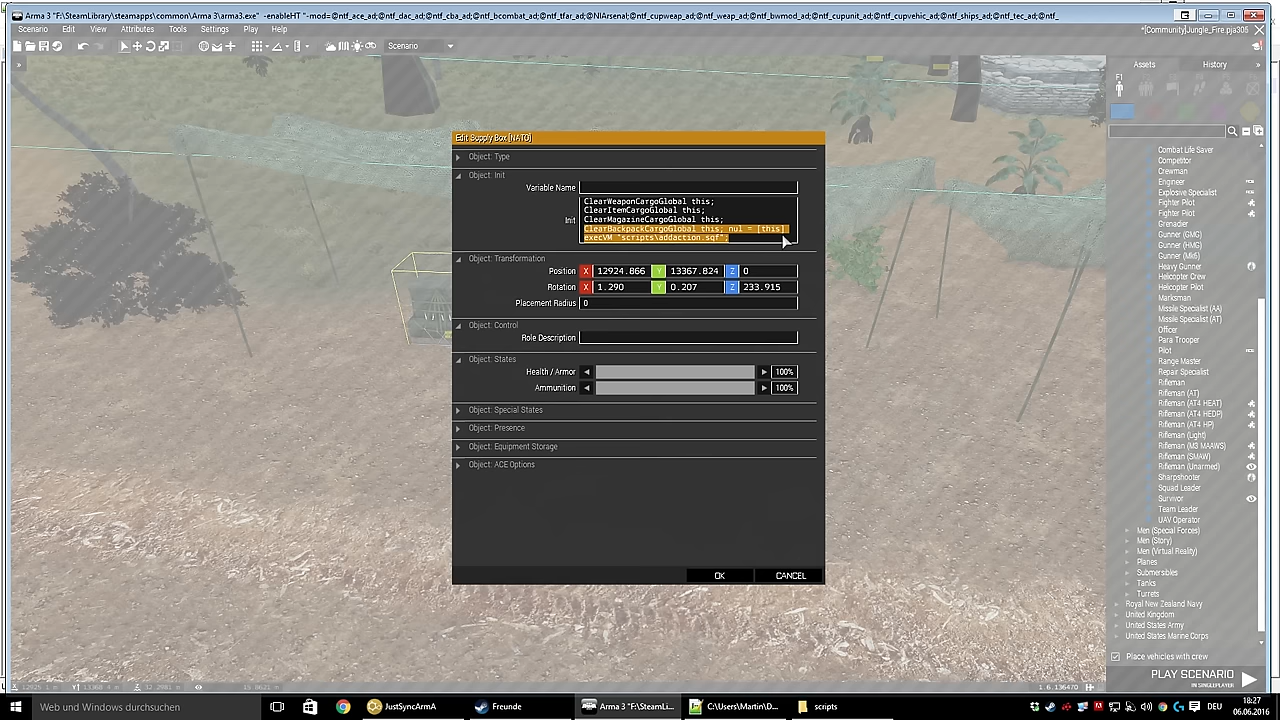 Arma 3 "F:\SteamLibrary\steamapps\common\Arma 3\arma3.exe" -enableHT "-mod=@ntf_ace_ad;@ntf_dac_ad;@ntf_cba_ad;@ntf_bcombat_ad;@ntf_tfar_ad;@NIArsenal;@ntf_cupweap_ad;@ntf_weapon_ad;@ntf_bwmod_ad;@ntf_cupunit_ad;@ntf_cupvehic_ad;@ntf_ships_ad;@ntf_tec_ad;@ntf_
Scenario Edit View Attributes Tools Settings Play Help
*[Community]Jungle_Fire.pja305
Scenario
Assets History
F1
Edit Supply Box [NATO]
Object: Type
Object: Init
Variable Name
Init
ClearWeaponCargoGlobal this;
ClearItemCargoGlobal this;
ClearMagazineCargoGlobal this;
ClearBackpackCargoGlobal this; nul = [this]
execVM "scripts\addaction.sqf";
Object: Transformation
Position X 12924.866 Y 13367.824 Z 0
Rotation X 1.290 Y 0.207 Z 233.915
Placement Radius 0
Object: Control
Role Description
Object: States
Health / Armor 100%
Ammunition 100%
Object: Special States
Object: Presence
Object: Equipment Storage
Object: ACE Options
OK CANCEL
Combat Life Saver
Competitor
Crewman
Engineer
Explosive Specialist
Fighter Pilot
Fighter Pilot
Grenadier
Gunner (GMG)
Gunner (HMG)
Gunner (Mk6)
Heavy Gunner
Helicopter Crew
Helicopter Pilot
Marksman
Missile Specialist (AA)
Missile Specialist (AT)
Officer
Para Trooper
Pilot
Range Master
Repair Specialist
Rifleman
Rifleman (AT)
Rifleman (AT4 HEAT)
Rifleman (AT4 HEDP)
Rifleman (AT4 HP)
Rifleman (Light)
Rifleman (M3 MAAWS)
Rifleman (SMAW)
Rifleman (Unarmed)
Sharpshooter
Squad Leader
Survivor
Team Leader
UAV Operator
Men (Special Forces)
Men (Story)
Men (Virtual Reality)
Planes
Submersibles
Tanks
Turrets
Royal New Zealand Navy
United Kingdom
United States Army
United States Marine Corps
Place vehicles with crew
PLAY SCENARIO
IN SINGLEPLAYER
1.6.136470
Web und Windows durchsuchen
JustSyncArmA
Freunde
Arma 3 "F:\SteamLi...
C:\Users\Martin\D...
scripts
DEU
18:27
06.06.2016